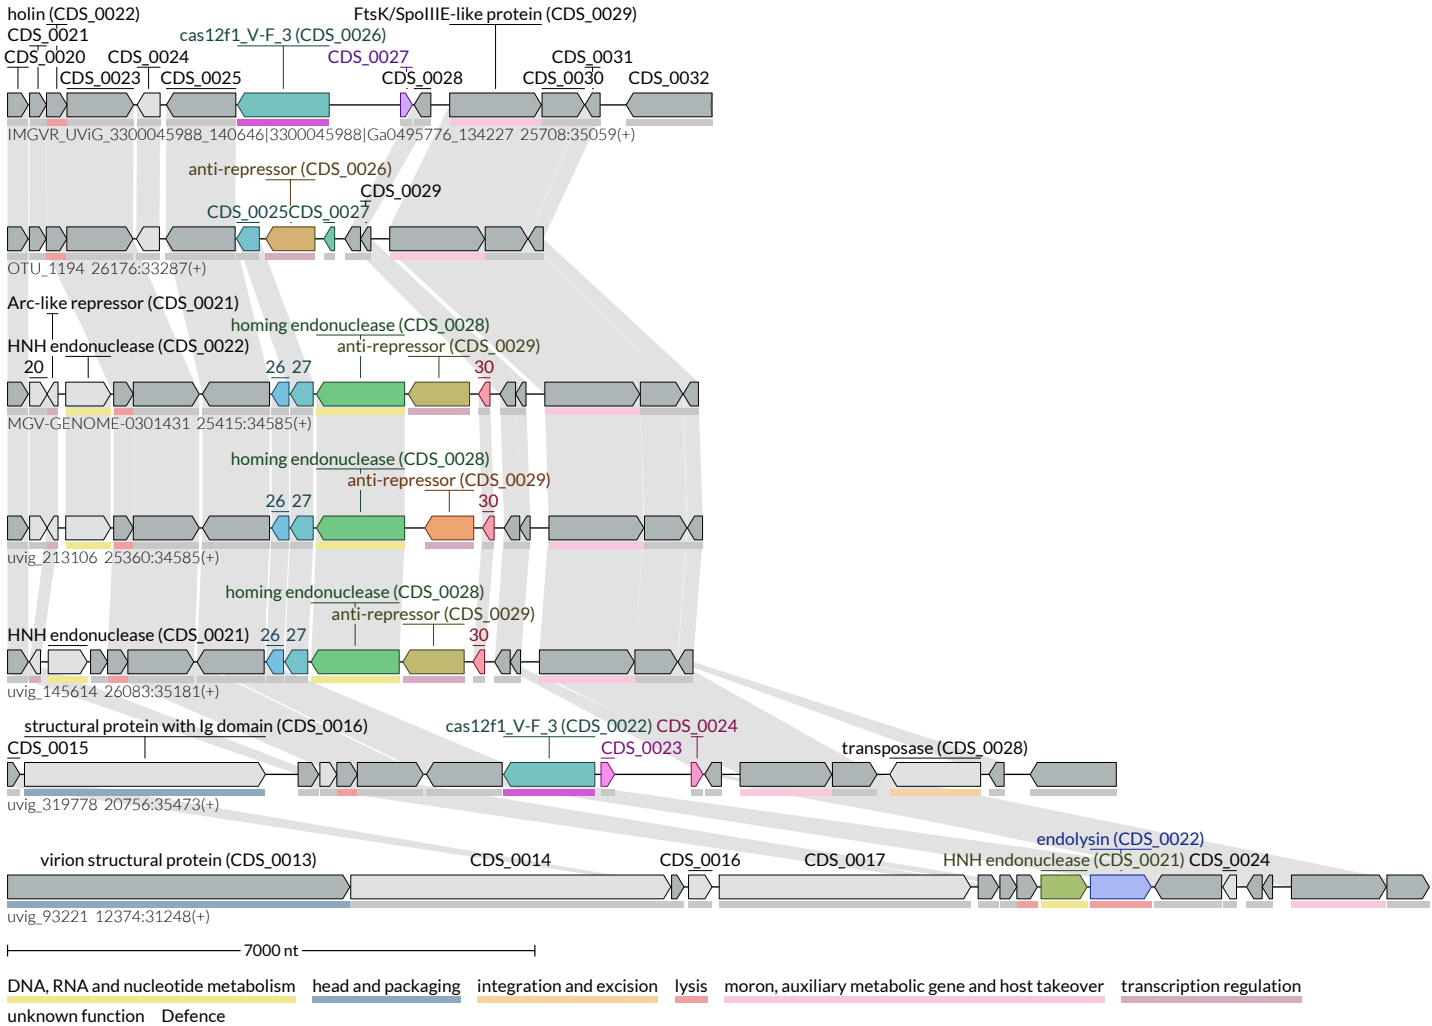 holin (CDS_0022) FtsK/SpoIIIE-like protein (CDS_0029)
CDS_0021 cas12f1_V-F_3 (CDS_0026)
CDS_0020 CDS_0024 CDS_0027 CDS_0031
CDS_0023 CDS_0025 CDS_0028 CDS_0030 CDS_0032
IMGVR_UViG_3300045988_140646|3300045988|Ga0495776_134227 25708:35059(+)
anti-repressor (CDS_0026)
CDS_0029
CDS_0025 CDS_0027
OTU_1194 26176:33287(+)
Arc-like repressor (CDS_0021)
homing endonuclease (CDS_0028)
HNH endonuclease (CDS_0022) anti-repressor (CDS_0029)
20 26 27 30
MGV-GENOME-0301431 25415:34585(+)
homing endonuclease (CDS_0028)
anti-repressor (CDS_0029)
26 27 30
uvig_213106 25360:34585(+)
homing endonuclease (CDS_0028)
anti-repressor (CDS_0029)
HNH endonuclease (CDS_0021) 26 27 30
uvig_145614 26083:35181(+)
structural protein with Ig domain (CDS_0016) cas12f1_V-F_3 (CDS_0022) CDS_0024
CDS_0015 CDS_0023 transposase (CDS_0028)
uvig_319778 20756:35473(+)
endolysin (CDS_0022)
virion structural protein (CDS_0013) CDS_0014 CDS_0016 CDS_0017 HNH endonuclease (CDS_0021) CDS_0024
uvig_93221 12374:31248(+)
7000 nt
DNA, RNA and nucleotide metabolism head and packaging integration and excision lysis moron, auxiliary metabolic gene and host takeover transcription regulation
unknown function Defence